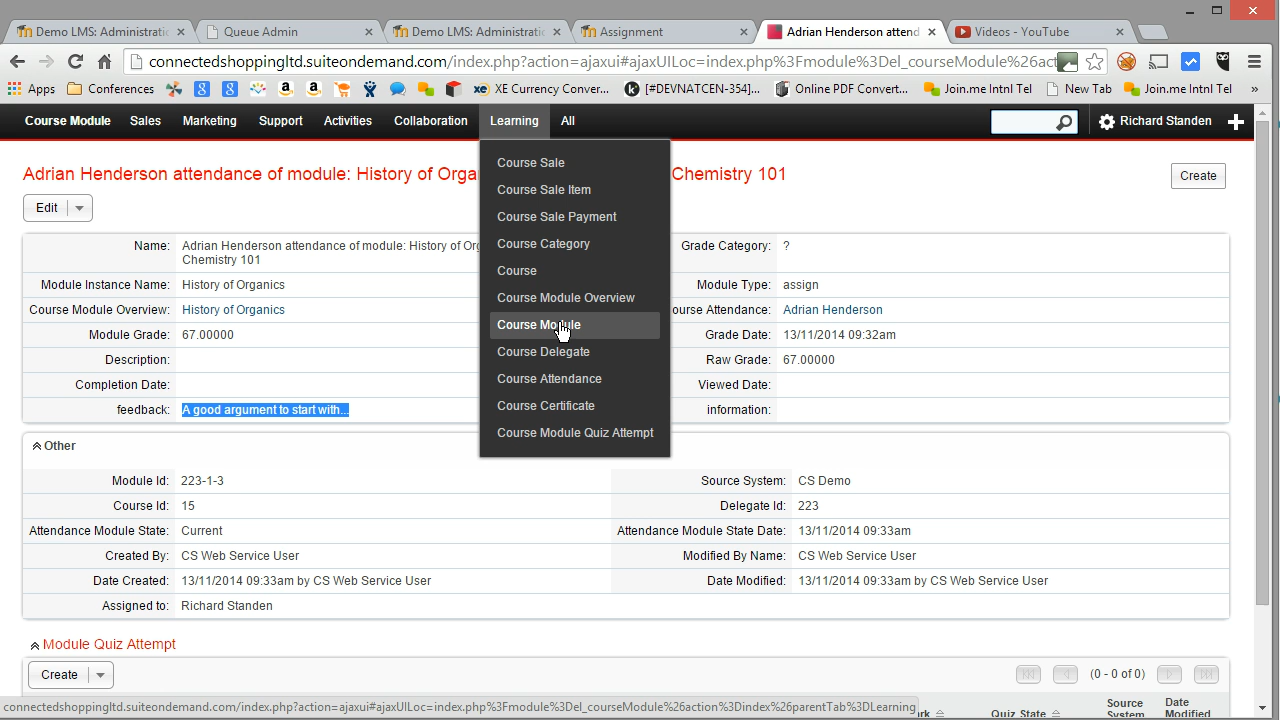 Demo LMS: Administratio
Queue Admin
Demo LMS: Administratio
Assignment
Adrian Henderson attend
Videos - YouTube
connectedshoppingltd.suiteondemand.com/index.php?action=ajaxui#ajaxUILoc=index.php%3Fmodule%3Del_courseModule%26act
Apps
Conferences
XE Currency Conver...
[#DEVNATCEN-354]...
Online PDF Convert...
Join.me Intnl Tel
New Tab
Join.me Intnl Tel
»
Course Module
Sales
Marketing
Support
Activities
Collaboration
Learning
All
Richard Standen
Adrian Henderson attendance of module: History of Orga
Chemistry 101
Create
Edit
Course Sale
Course Sale Item
Course Sale Payment
Course Category
Course
Course Module Overview
Course Module
Course Delegate
Course Attendance
Course Certificate
Course Module Quiz Attempt
Name: Adrian Henderson attendance of module: History of Org
Chemistry 101
Grade Category: ?
Module Instance Name: History of Organics
Module Type: assign
Course Module Overview: History of Organics
ourse Attendance: Adrian Henderson
Module Grade: 67.00000
Grade Date: 13/11/2014 09:32am
Description:
Raw Grade: 67.00000
Completion Date:
Viewed Date:
feedback: A good argument to start with...
information:
Other
Module Id: 223-1-3
Source System: CS Demo
Course Id: 15
Delegate Id: 223
Attendance Module State: Current
Attendance Module State Date: 13/11/2014 09:33am
Created By: CS Web Service User
Modified By Name: CS Web Service User
Date Created: 13/11/2014 09:33am by CS Web Service User
Date Modified: 13/11/2014 09:33am by CS Web Service User
Assigned to: Richard Standen
Module Quiz Attempt
Create
(0 - 0 of 0)
connectedshoppingltd.suiteondemand.com/index.php?action=ajaxui#ajaxUILoc=index.php%3Fmodule%3Del_courseModule%26action%3Dindex%26parentTab%3DLearning
rk
Quiz State
Source
System
Date
Modified